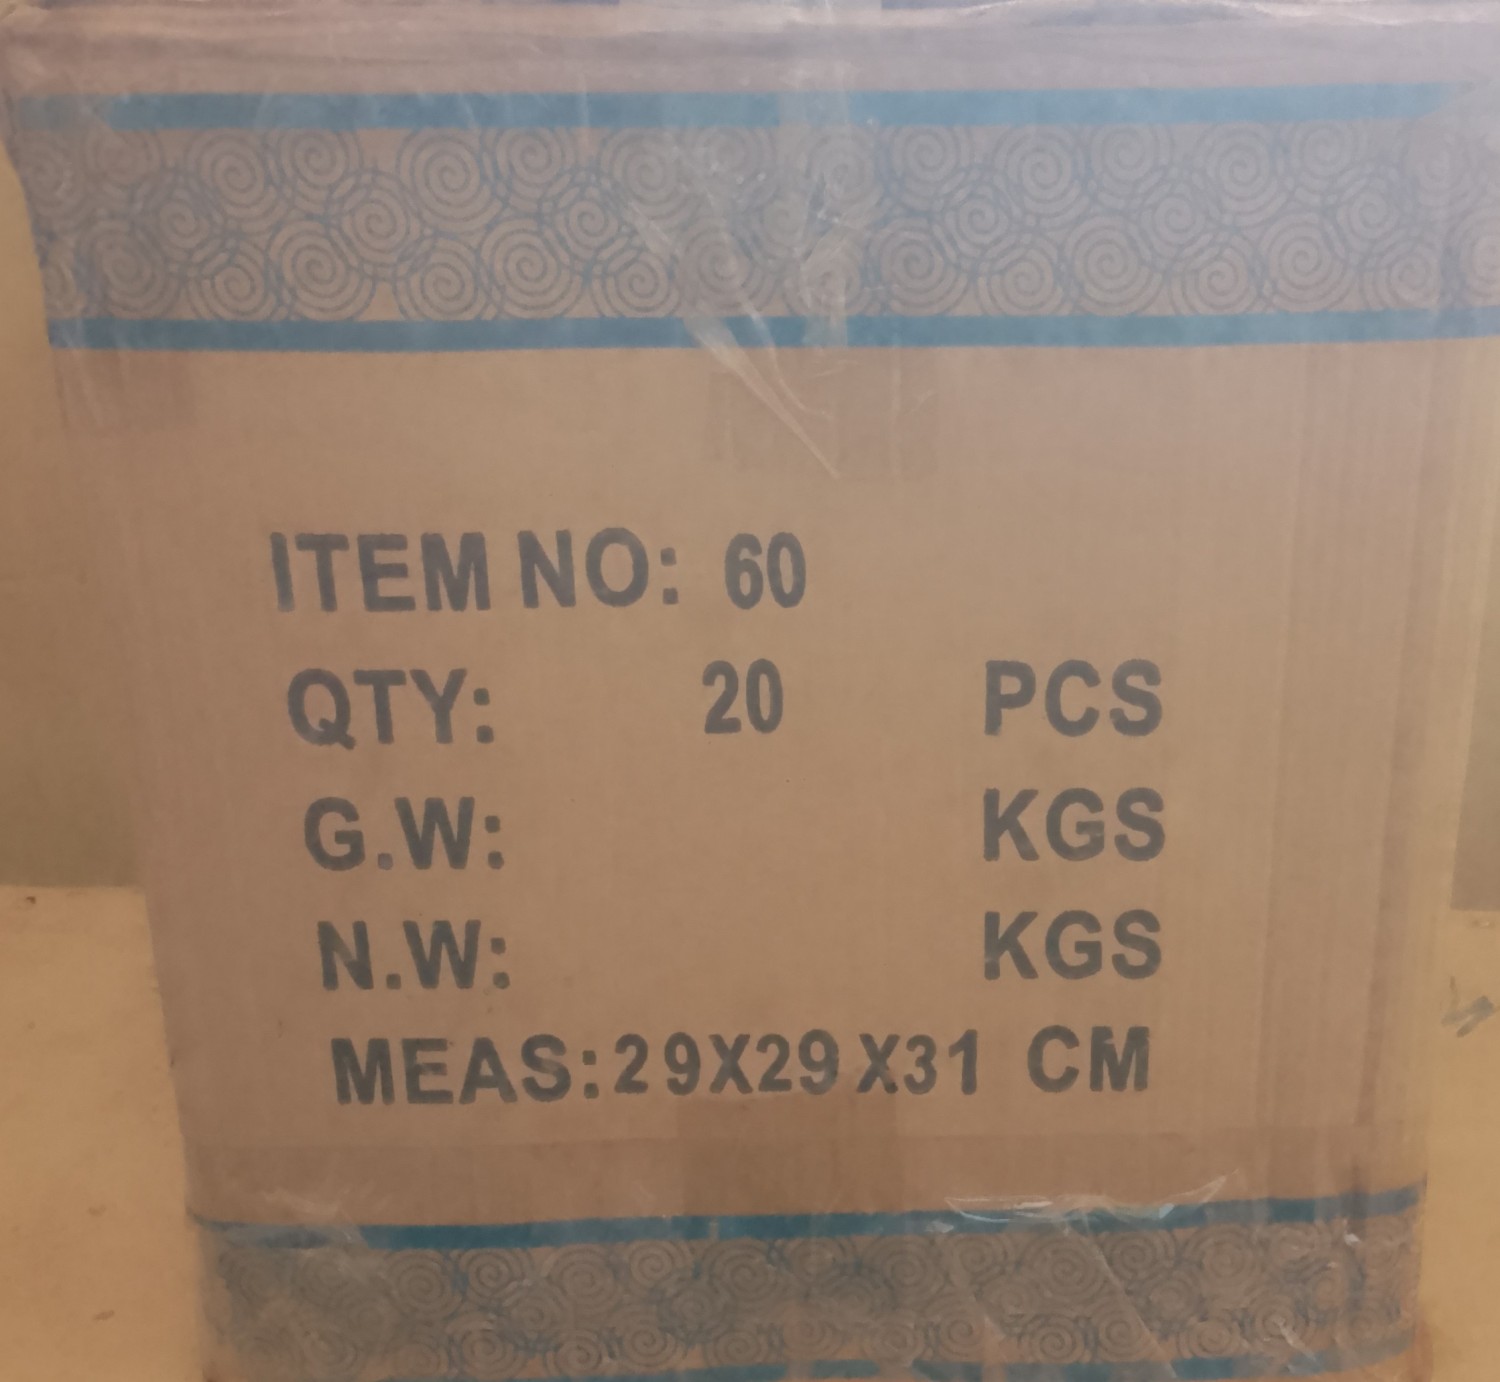 ITEM NO: 60
QTY: 20 PCS
G.W: KGS
N.W: KGS
MEAS:29X29X31 CM